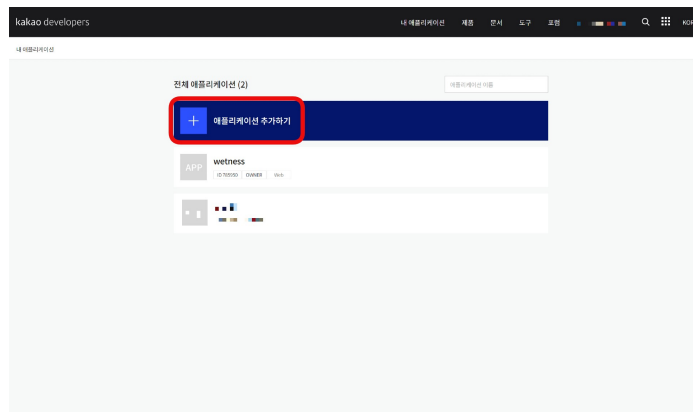 kakao developers
내 애플리케이션 제품 문서 도구 포럼 KOR
내 애플리케이션
전체 애플리케이션 (2)
애플리케이션 이름
애플리케이션 추가하기
APP wetness
OWNER Web